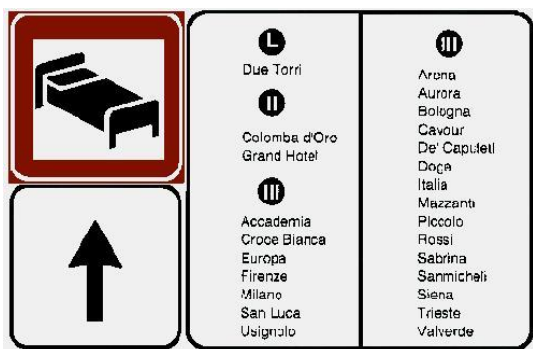 L
Due Torri
II
Colomba d'Oro
Grand Hotel
III
Accademia
Croce Bianca
Europa
Firenze
Milano
San Luca
Usignolo
III
Arena
Aurora
Bologna
Cavour
De' Capuleti
Doge
Italia
Mazzanti
Piccolo
Rossi
Sabrina
Sanmicheli
Siena
Trieste
Valverde